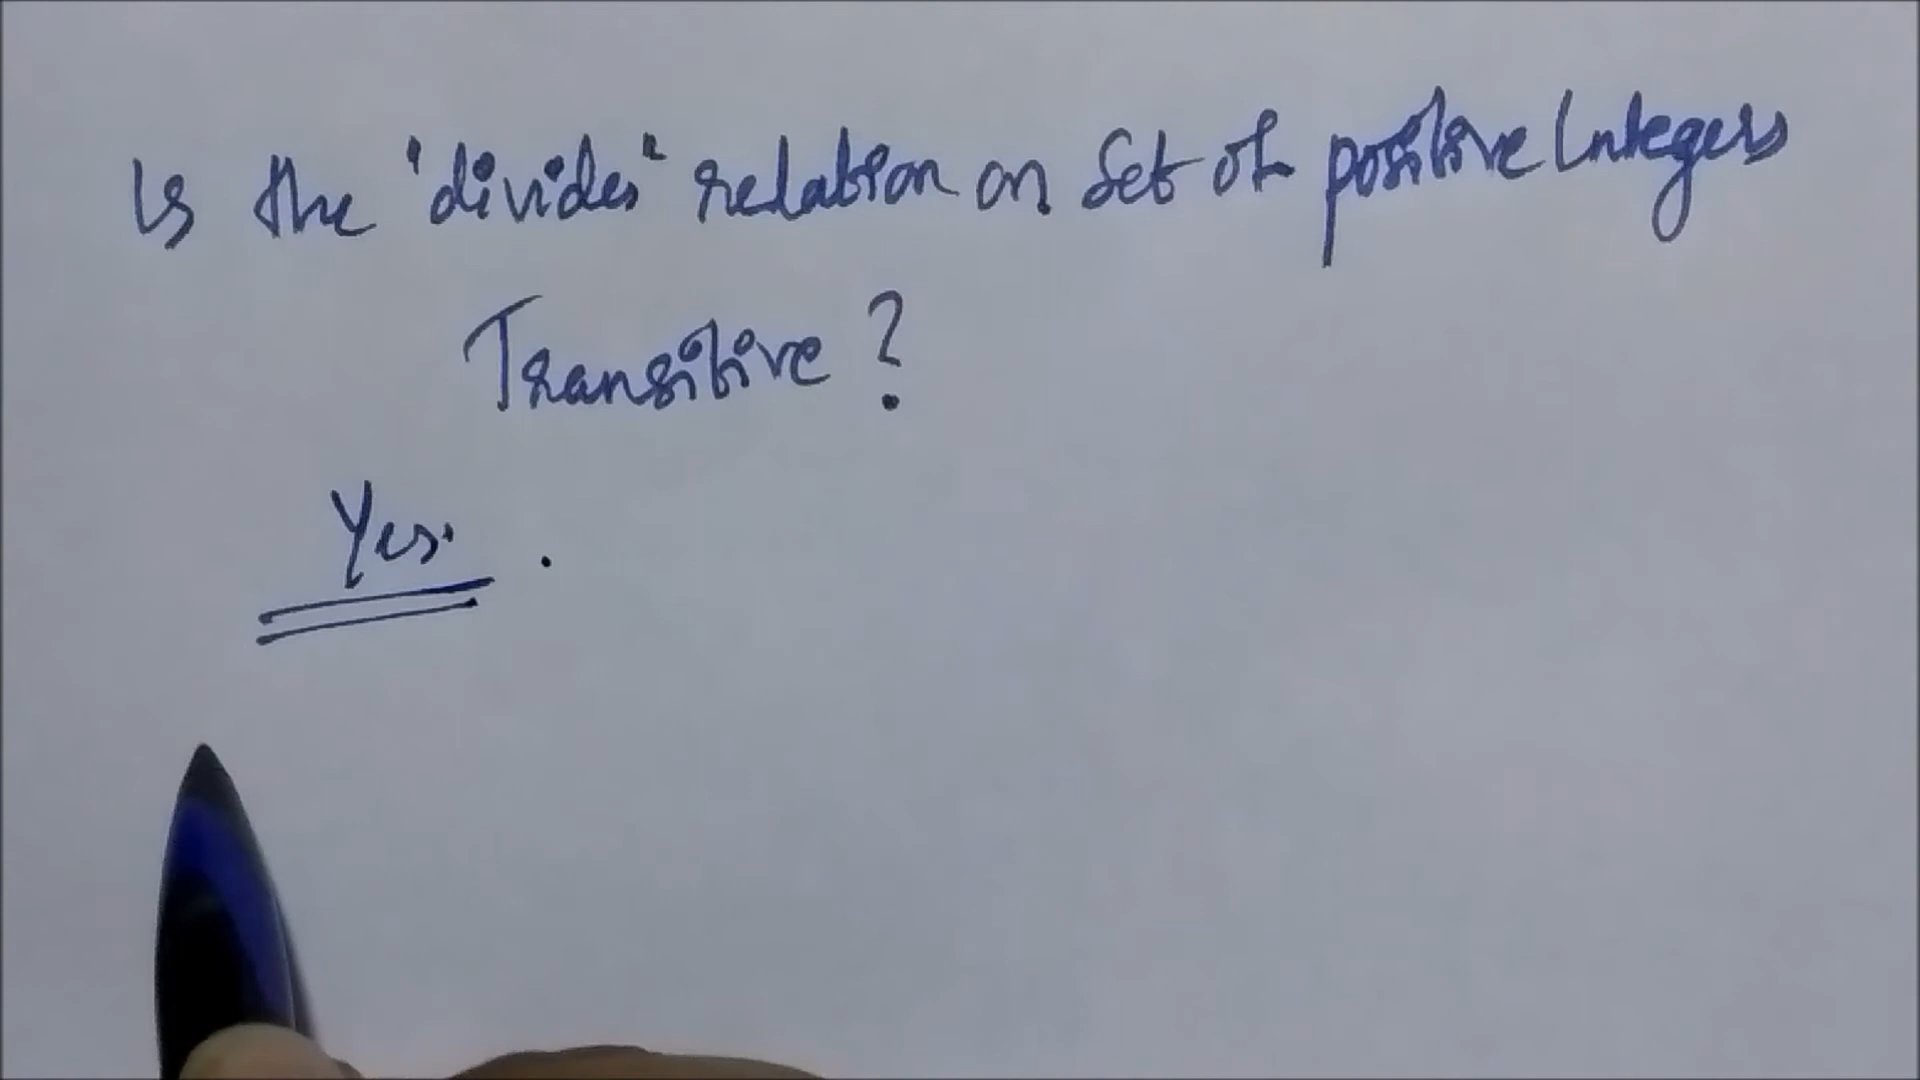 Is the "divides" relation on set of positive integers
Transitive ?
Yes.